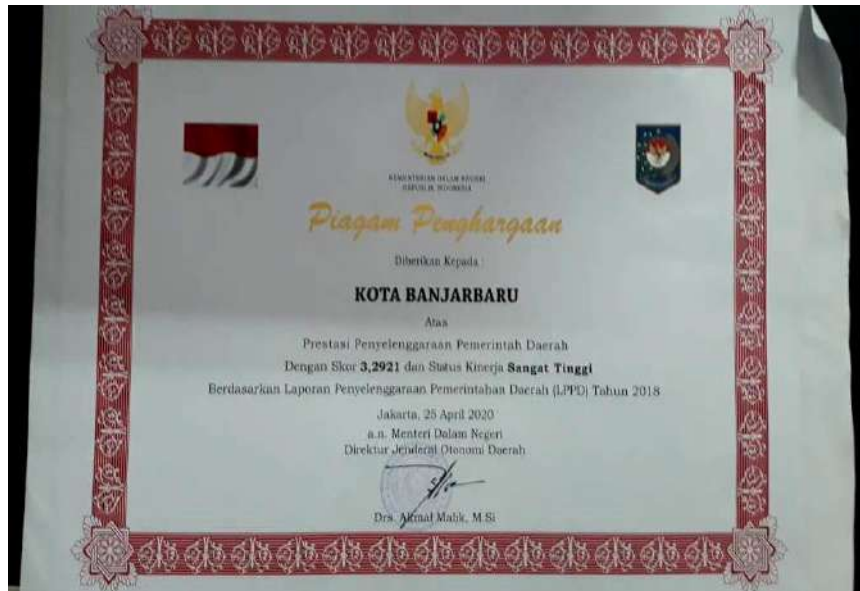 KEMENTERIAN DALAM NEGERI
REPUBLIK INDONESIA
Piagam Penghargaan
Diberikan Kepada :
KOTA BANJARBARU
Atas
Prestasi Penyelenggaraan Pemerintah Daerah
Dengan Skor 3,2921 dan Status Kinerja Sangat Tinggi
Berdasarkan Laporan Penyelenggaraan Pemerintahan Daerah (LPPD) Tahun 2018
Jakarta, 25 April 2020
a.n. Menteri Dalam Negeri
Direktur Jenderal Otonomi Daerah
Drs. Akmal Malik, M.Si